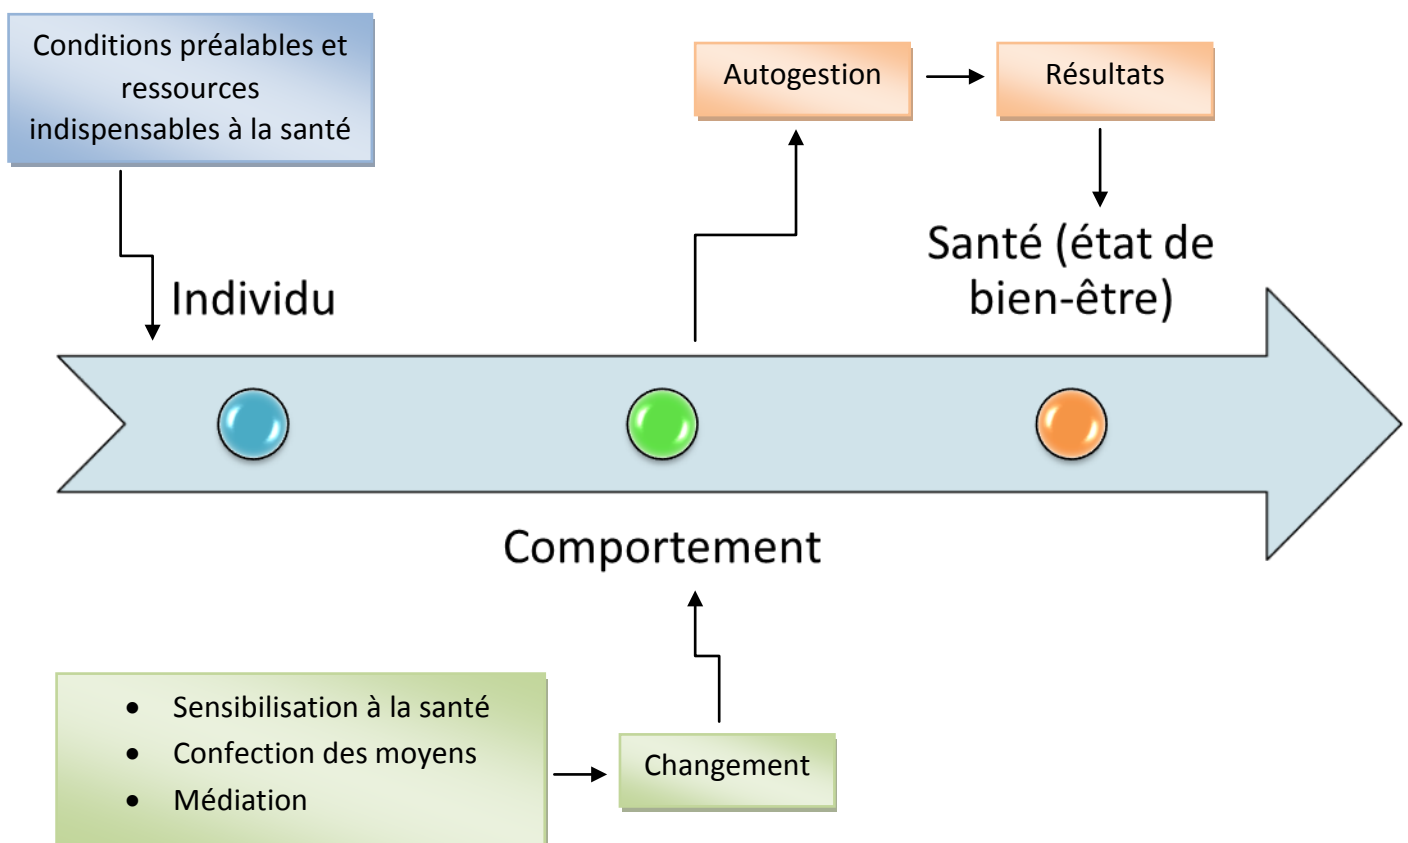 Conditions préalables et
ressources
indispensables à la santé
Autogestion
Résultats
Santé (état de
bien-être)
Individu
Comportement
• Sensibilisation à la santé
• Confection des moyens
• Médiation
Changement